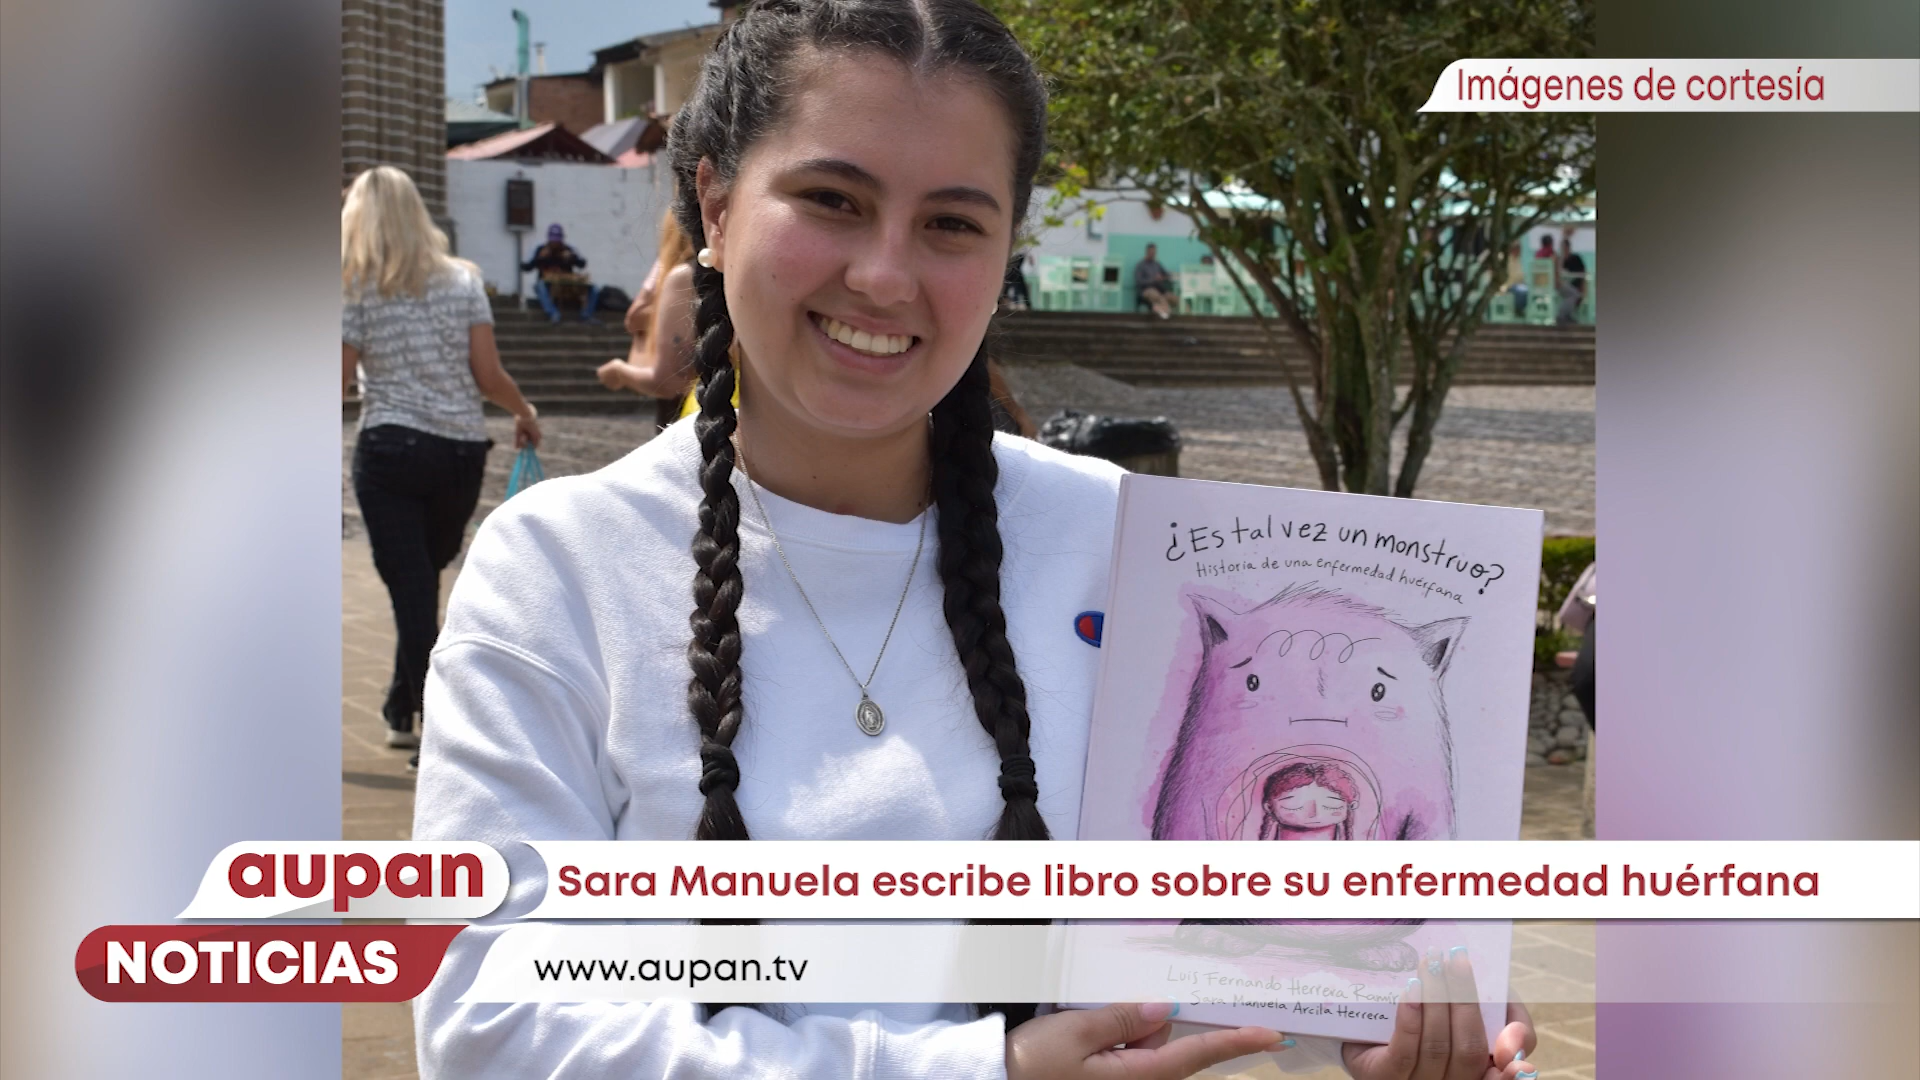 Imágenes de cortesía
¿Es tal vez un monstruo?
Historia de una enfermedad huérfana
aupan
Sara Manuela escribe libro sobre su enfermedad huérfana
NOTICIAS
www.aupan.tv
Luis Fernando Herrera
Sara Manuela Arcila Herrera